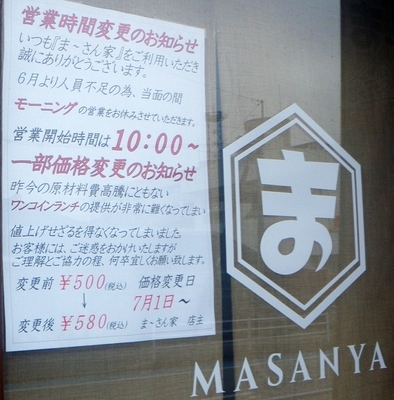 営業時間変更のお知らせ
いつも『ま～さん家』をご利用いただき
誠にありがとうございます。
6月より人員不足の為、当面の間
モーニングの営業をお休みさせていただきます。
営業開始時間は10:00～
一部価格変更のお知らせ
昨今の原材料費高騰にともない
ワンコインランチの提供が非常に難くなってしまい
値上げせざるを得なくなってしまいました
お客様には、ご迷惑をおかけいたしますが
ご理解とご協力の程、何卒宜しくお願い致します。
変更前 ¥500(税込) 価格変更日
↓ 7月1日～
変更後 ¥580(税込) ま～さん家 店主
ま
MASANYA